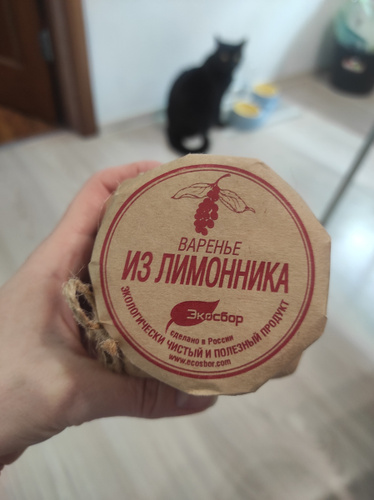 ВАРЕНЬЕ
ИЗ ЛИМОННИКА
Экосбор
сделано в России
ЭКОЛОГИЧЕСКИ ЧИСТЫЙ И ПОЛЕЗНЫЙ ПРОДУКТ
www.ecosbor.com